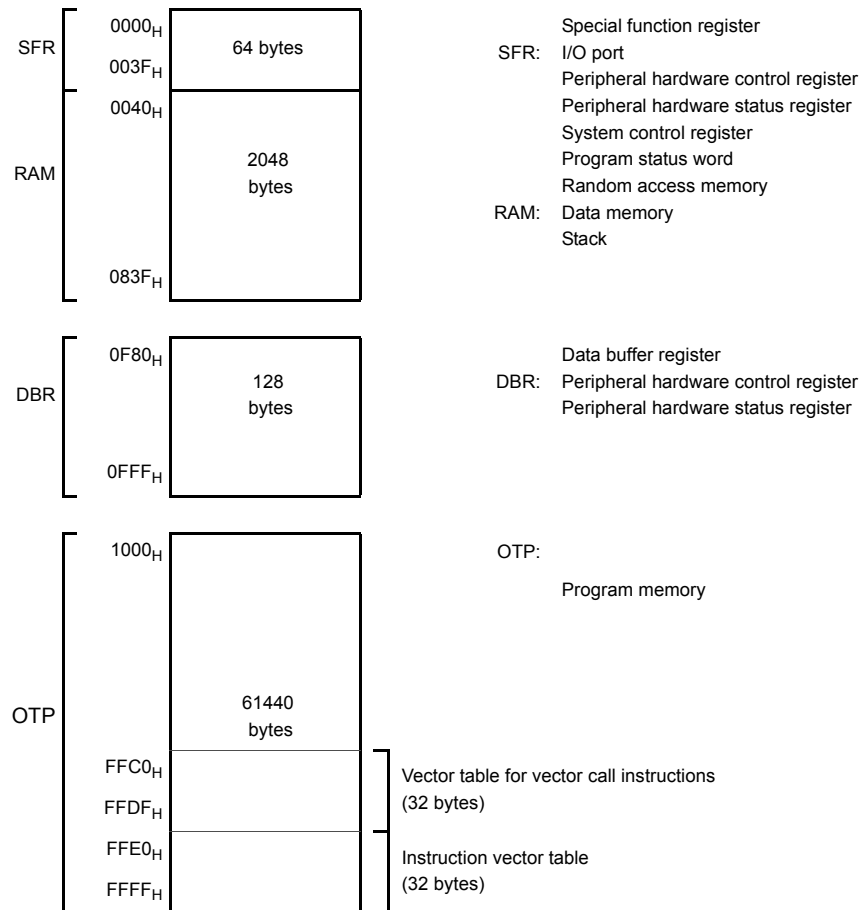 0000H
SFR
64 bytes
003FH
0040H
RAM
2048
bytes
083FH
Special function register
SFR: I/O port
Peripheral hardware control register
Peripheral hardware status register
System control register
Program status word
Random access memory
RAM: Data memory
Stack
0F80H
DBR
128
bytes
0FFFH
Data buffer register
DBR: Peripheral hardware control register
Peripheral hardware status register
1000H
OTP
61440
bytes
FFC0H
FFDFH
FFE0H
FFFFH
OTP:
Program memory
Vector table for vector call instructions
(32 bytes)
Instruction vector table
(32 bytes)